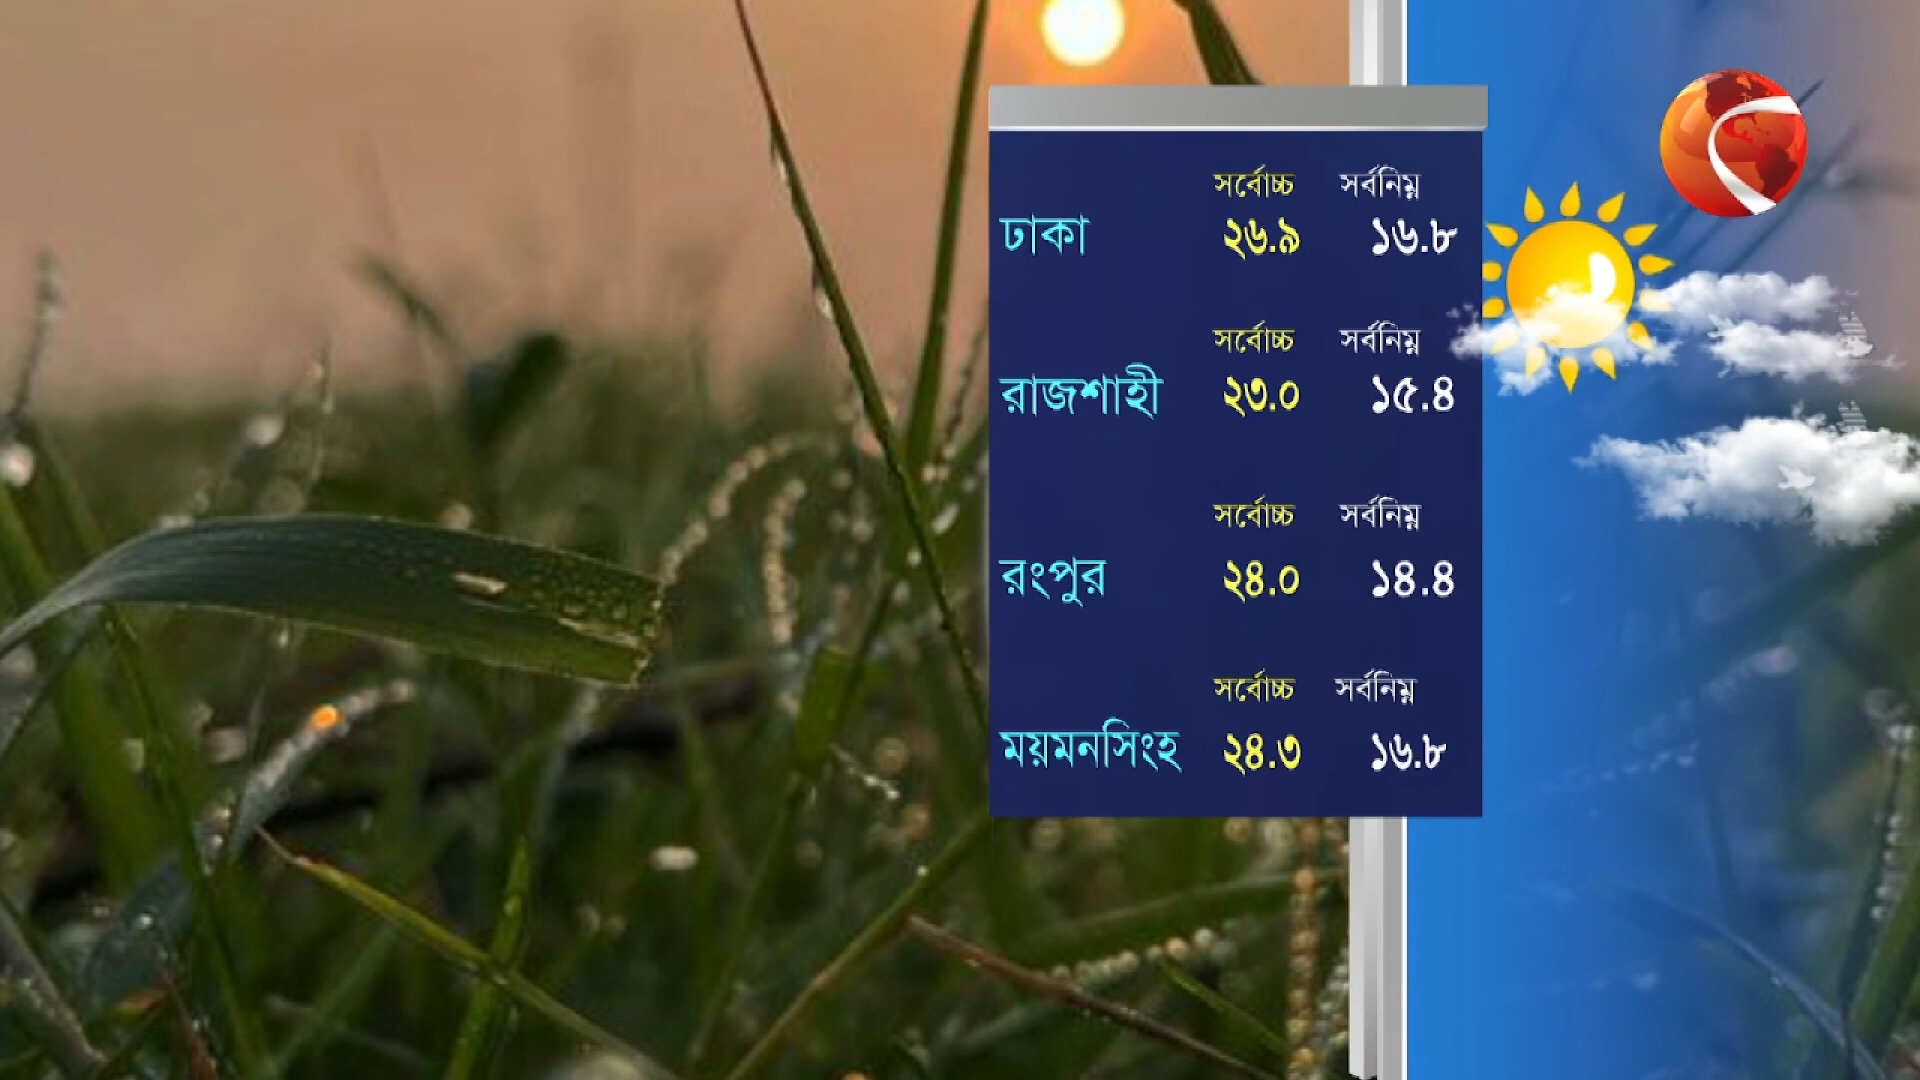 সর্বোচ্চ সর্বনিম্ন
ঢাকা ২৬.৯ ১৬.৮
সর্বোচ্চ সর্বনিম্ন
রাজশাহী ২৩.০ ১৫.৪
সর্বোচ্চ সর্বনিম্ন
রংপুর ২৪.০ ১৪.৪
সর্বোচ্চ সর্বনিম্ন
ময়মনসিংহ ২৪.৩ ১৬.৮